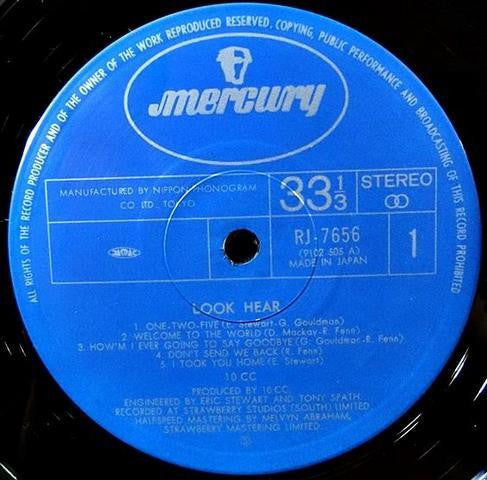 ALL RIGHTS OF THE RECORD PRODUCER AND OF THE OWNER OF THE WORK REPRODUCED RESERVED, COPYING, PUBLIC PERFORMANCE AND BROADCASTING OF THIS RECORD PROHIBITED
mercury
MANUFACTURED BY NIPPON PHONOGRAM
CO. LTD., TOKYO
33 1/3
STEREO
RJ-7656
(9102 505 A)
MADE IN JAPAN
1
JASRAC
LOOK HEAR
1. ONE-TWO-FIVE (E. Stewart-G. Gouldman)
2. WELCOME TO THE WORLD (D. Mackay-R. Fenn)
3. HOW'M I EVER GOING TO SAY GOODBYE (G. Gouldman-R. Fenn)
4. DON'T SEND WE BACK (R. Fenn)
5. I TOOK YOU HOME (E. Stewart)
10 CC
PRODUCED BY 10 CC.
ENGINEERED BY ERIC STEWART AND TONY SPATH.
RECORDED AT STRAWBERRY STUDIOS (SOUTH) LIMITED.
HALFSPEED MASTERING BY MELVYN ABRAHAM,
STRAWBERRY MASTERING LIMITED.